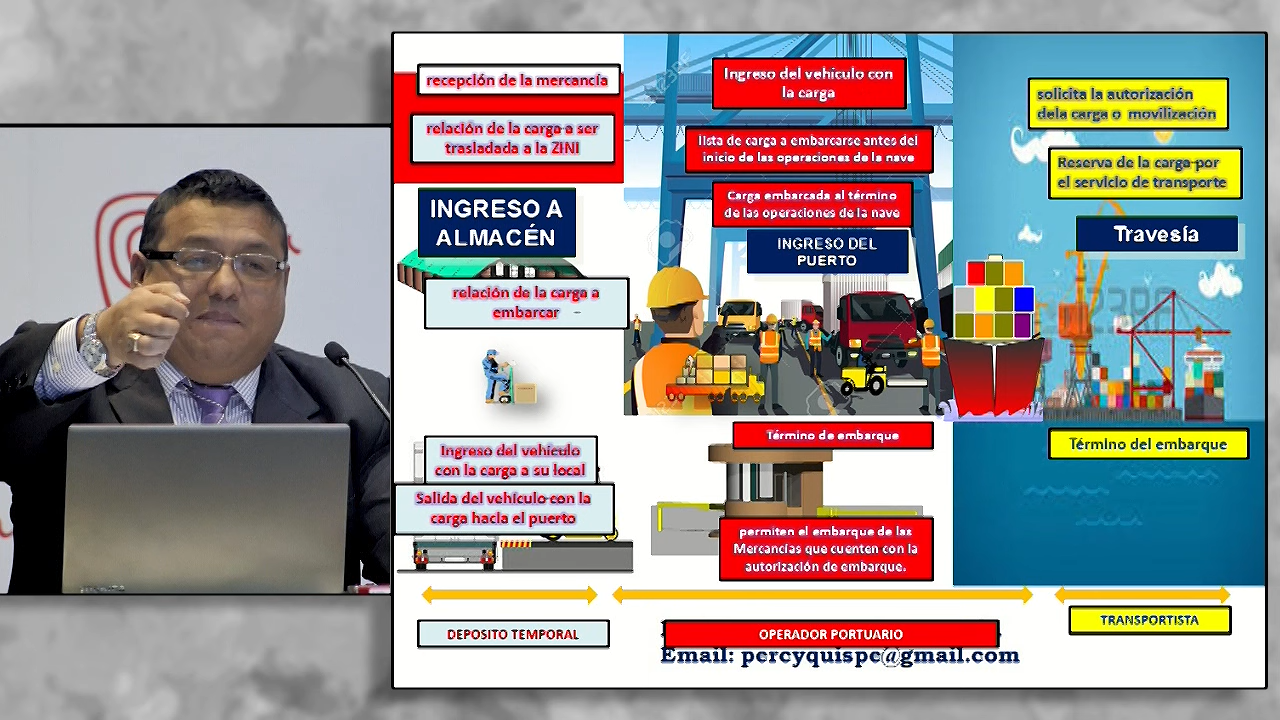 recepción de la mercancía
relación de la carga a ser
trasladada a la ZINI
INGRESO A
ALMACÉN
relación de la carga a
embarcar
Ingreso del vehículo
con la carga a su local
Salida del vehículo con la
carga hacia el puerto
DEPOSITO TEMPORAL
Ingreso del vehículo con
la carga
lista de carga a embarcarse antes del
inicio de las operaciones de la nave
Carga embarcada al término
de las operaciones de la nave
INGRESO DEL
PUERTO
Término de embarque
permiten el embarque de las
Mercancías que cuenten con la
autorización de embarque.
OPERADOR PORTUARIO
Email: percyquispe@gmail.com
solicita la autorización
dela carga o movilización
Reserva de la carga por
el servicio de transporte
Travesía
Término del embarque
TRANSPORTISTA